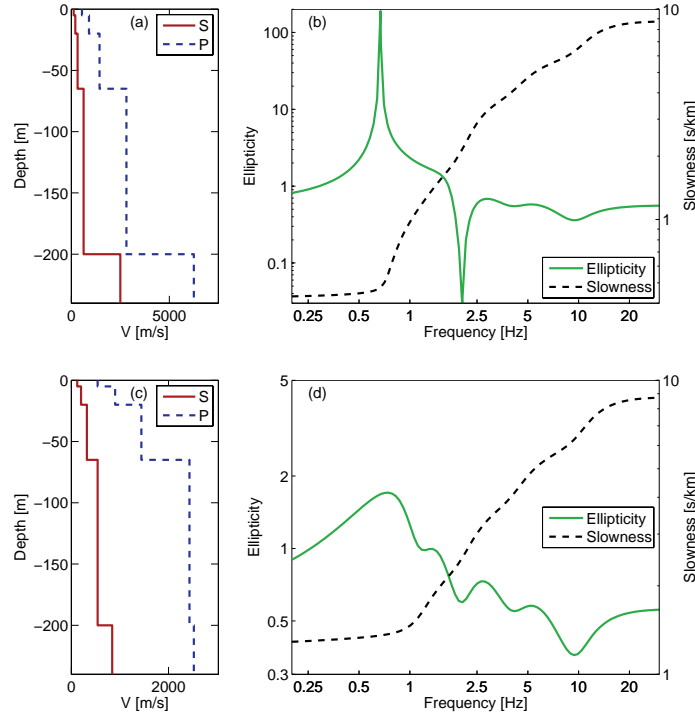 (a)
S
P
0
−50
−100
−150
−200
Depth [m]
0
5000
V [m/s]
(b)
100
10
1
0.1
Ellipticity
10
1
Slowness [s/km]
Ellipticity
Slowness
0.25
0.5
1
2.5
5
10
20
Frequency [Hz]
(c)
S
P
0
−50
−100
−150
−200
Depth [m]
0
2000
V [m/s]
(d)
5
2
1
0.5
0.3
Ellipticity
10
1
Slowness [s/km]
Ellipticity
Slowness
0.25
0.5
1
2.5
5
10
20
Frequency [Hz]